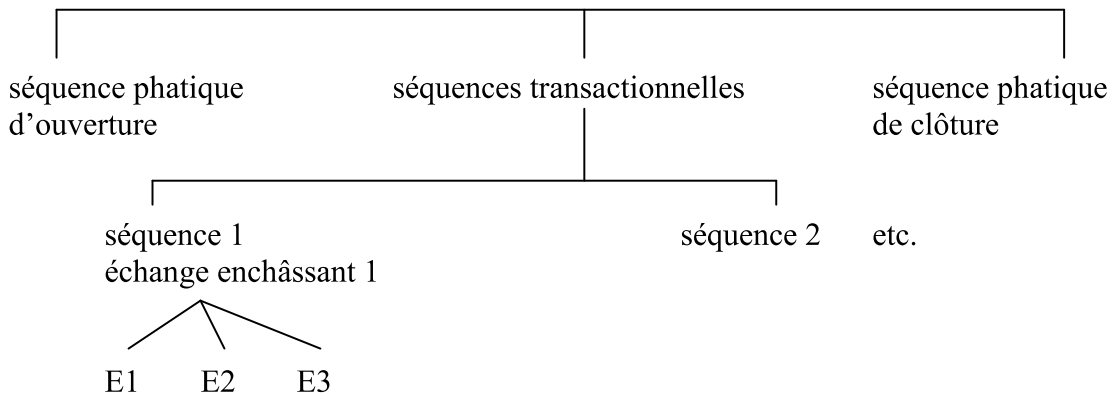 séquence phatique
d’ouverture
séquences transactionnelles
séquence phatique
de clôture
séquence 1
échange enchâssant 1
séquence 2
etc.
E1
E2
E3